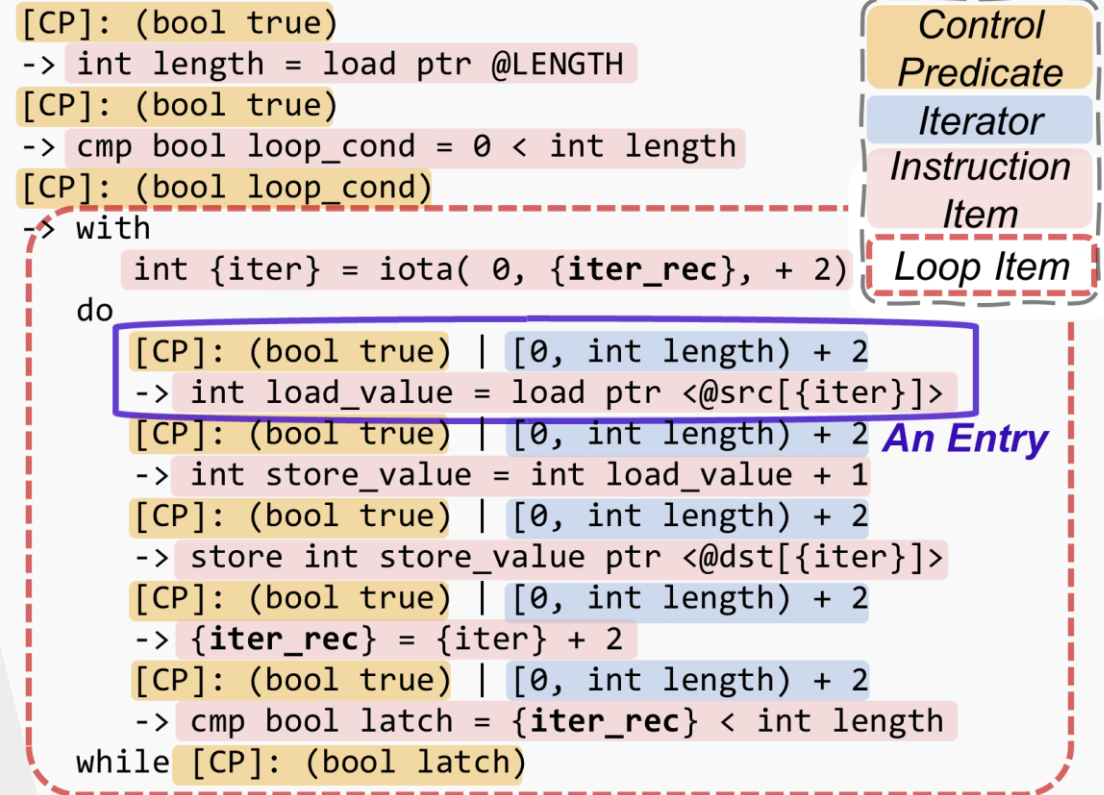 [CP]: (bool true)
-> int length = load ptr @LENGTH
[CP]: (bool true)
-> cmp bool loop_cond = 0 < int length
[CP]: (bool loop_cond)
-> with
int {iter} = iota( 0, {iter_rec}, + 2)
do
[CP]: (bool true) | [0, int length) + 2
-> int load_value = load ptr <@src[{iter}]>
[CP]: (bool true) | [0, int length) + 2
-> int store_value = int load_value + 1
[CP]: (bool true) | [0, int length) + 2
-> store int store_value ptr <@dst[{iter}]>
[CP]: (bool true) | [0, int length) + 2
-> {iter_rec} = {iter} + 2
[CP]: (bool true) | [0, int length) + 2
-> cmp bool latch = {iter_rec} < int length
while [CP]: (bool latch)
Control
Predicate
Iterator
Instruction
Item
Loop Item
An Entry